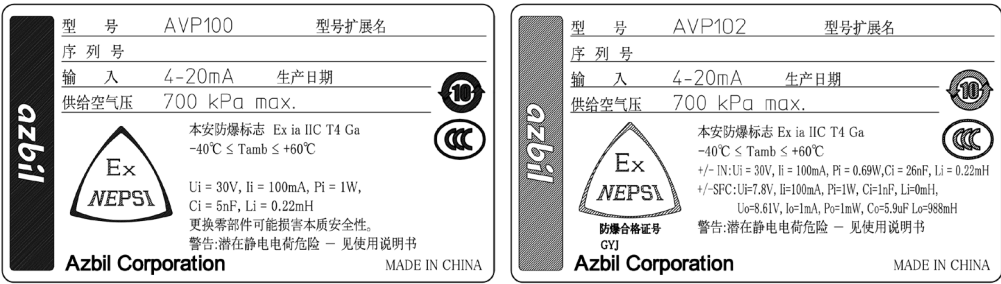 azbil
型 号 AVP100 型号扩展名
序 列 号
输 入 4-20mA 生产日期
供给空气压 700 kPa max.
10
CCC
Ex
NEPSI
本安防爆标志 Ex ia IIC T4 Ga
-40℃ ≤ Tamb ≤ +60℃
Ui = 30V, Ii = 100mA, Pi = 1W,
Ci = 5nF, Li = 0.22mH
更换零部件可能损害本质安全性。
警告:潜在静电电荷危险 - 见使用说明书
Azbil Corporation MADE IN CHINA
azbil
型 号 AVP102 型号扩展名
序 列 号
输 入 4-20mA 生产日期
供给空气压 700 kPa max.
10
CCC
Ex
NEPSI
防爆合格证号
GYJ
本安防爆标志 Ex ia IIC T4 Ga
-40℃ ≤ Tamb ≤ +60℃
+/- IN: Ui = 30V, Ii = 100mA, Pi = 0.69W,Ci = 26nF, Li = 0.22mH
+/-SFC:Ui=7.8V, Ii=100mA, Pi=1W, Ci=1nF, Li=0mH,
Uo=8.61V, Io=1mA, Po=1mW, Co=5.9uF Lo=988mH
警告:潜在静电电荷危险 - 见使用说明书
Azbil Corporation MADE IN CHINA